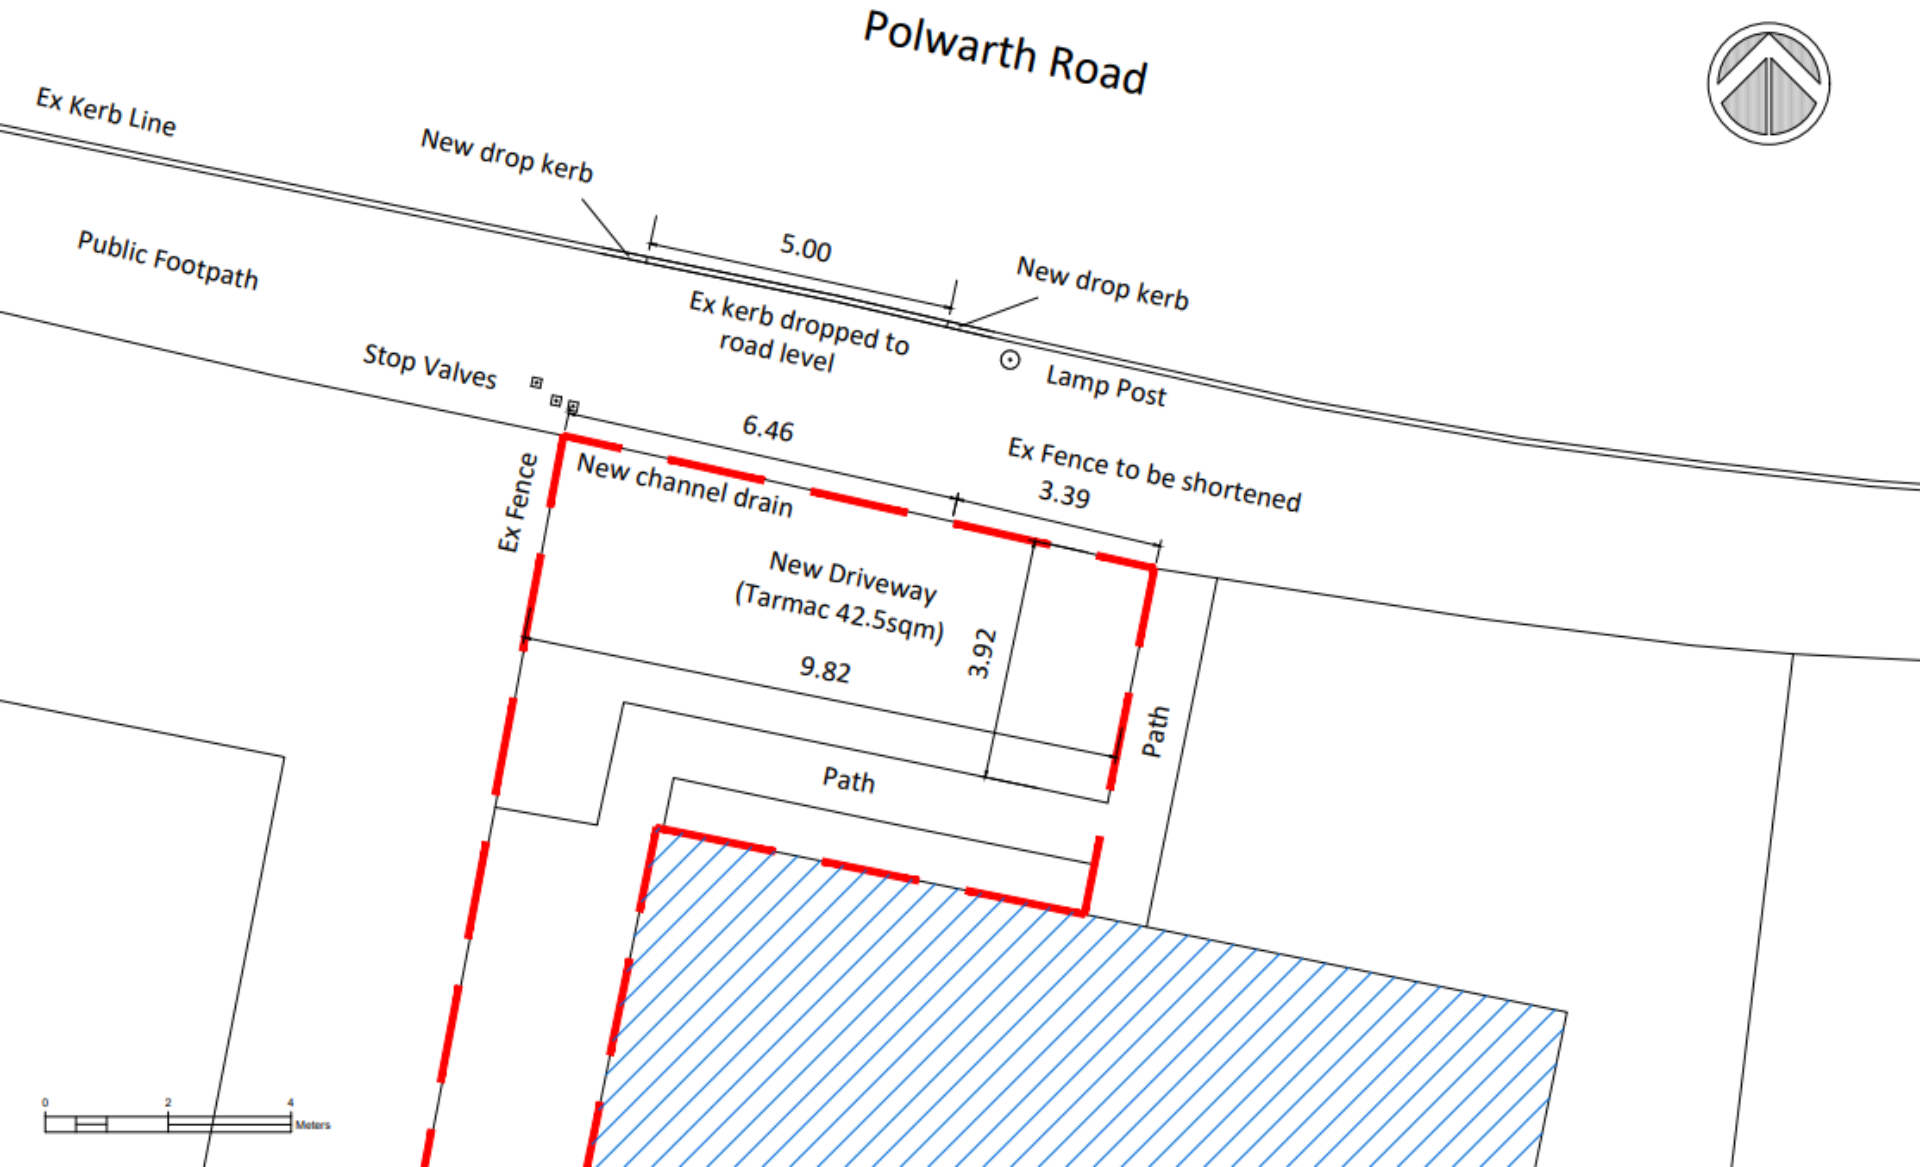 Polwarth Road
Ex Kerb Line
New drop kerb
5.00
New drop kerb
Public Footpath
Ex kerb dropped to
road level
Stop Valves
Lamp Post
6.46
Ex Fence to be shortened
3.39
Ex Fence
New channel drain
New Driveway
(Tarmac 42.5sqm)
3.92
9.82
Path
Path
0 2 4
Meters